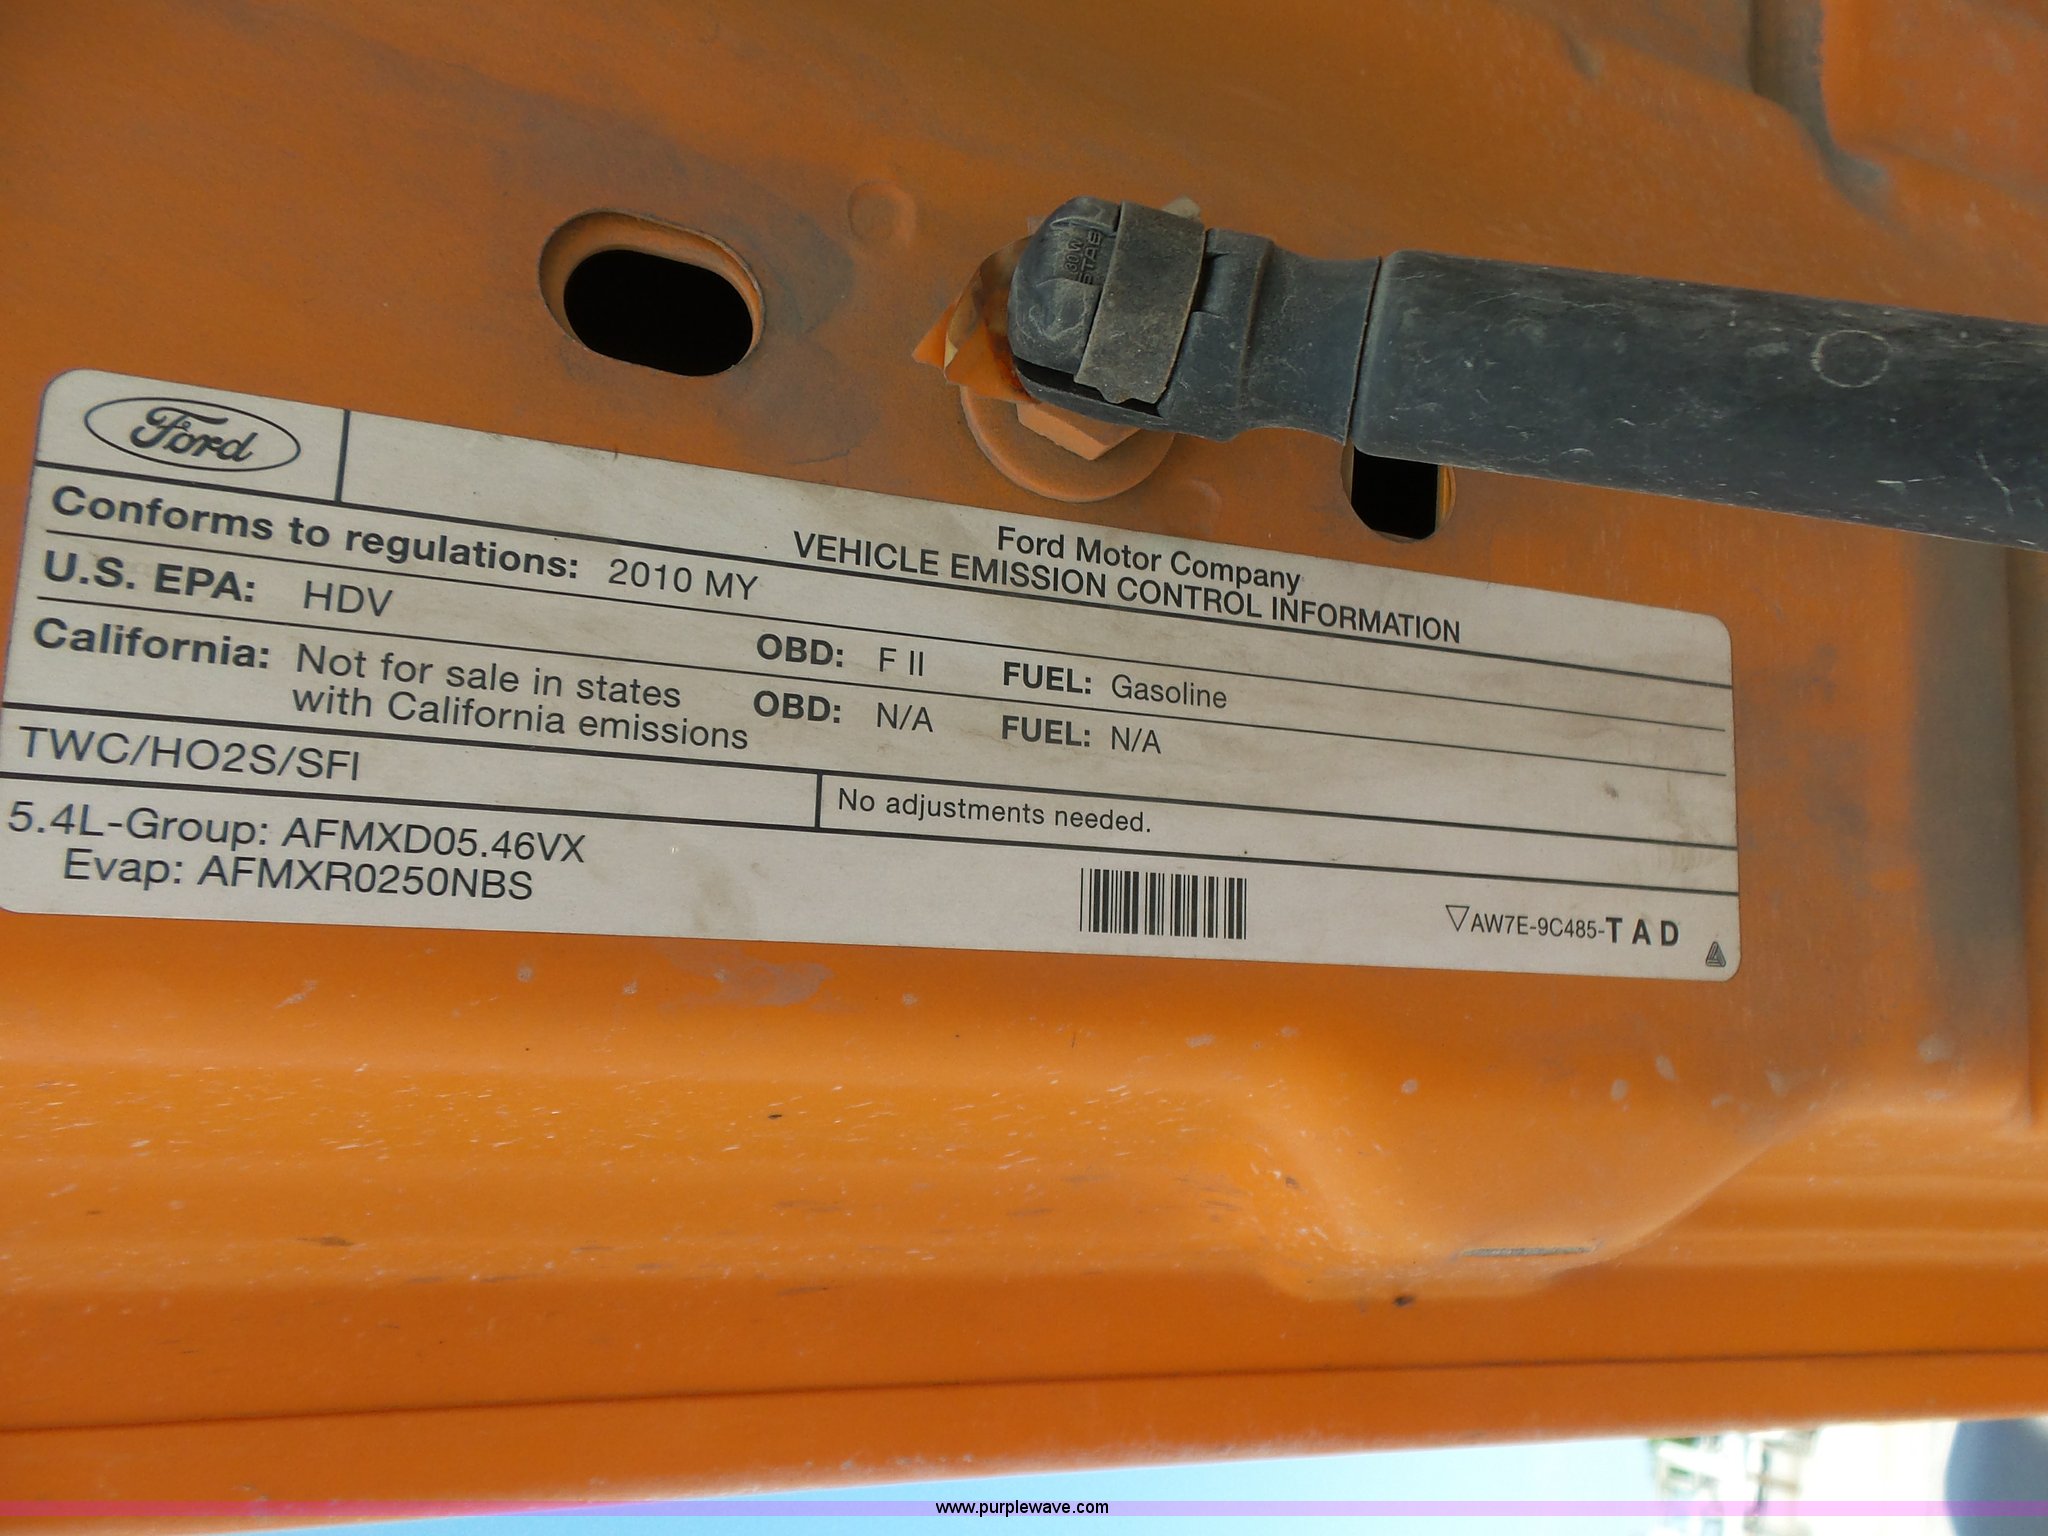 30W
STAB
Ford
Ford Motor Company
VEHICLE EMISSION CONTROL INFORMATION
Conforms to regulations: 2010 MY
U.S. EPA: HDV OBD: F II FUEL: Gasoline
California: Not for sale in states with California emissions OBD: N/A FUEL: N/A
TWC/HO2S/SFI
No adjustments needed.
5.4L-Group: AFMXD05.46VX
Evap: AFMXR0250NBS
AW7E-9C485-TAD
www.purplewave.com